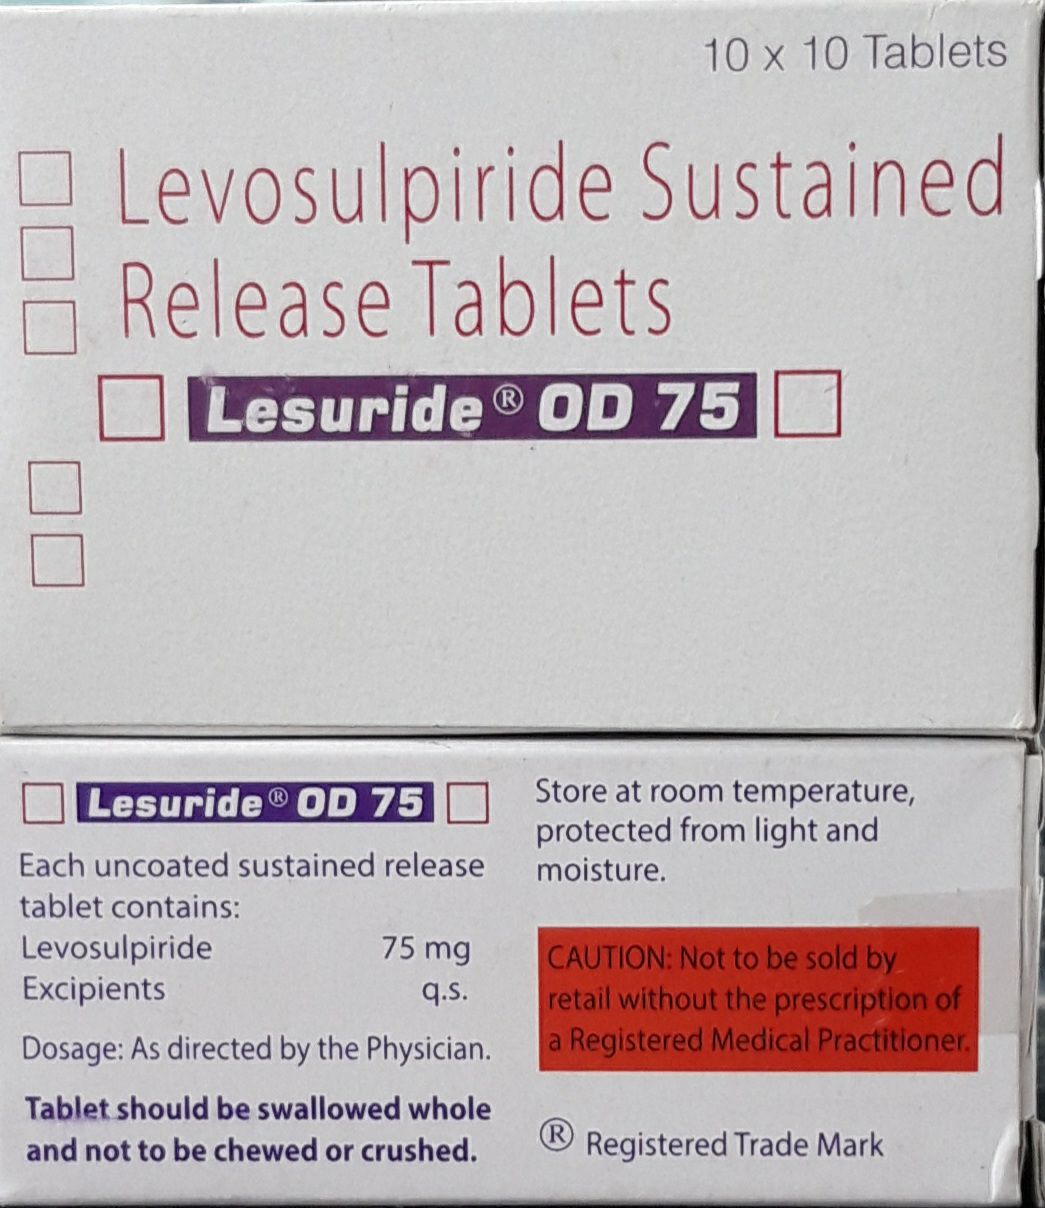 10 x 10 Tablets
Levosulpiride Sustained
Release Tablets
Lesuride® OD 75
Lesuride® OD 75
Each uncoated sustained release
tablet contains:
Levosulpiride 75 mg
Excipients q.s.
Dosage: As directed by the Physician.
Tablet should be swallowed whole
and not to be chewed or crushed.
Store at room temperature,
protected from light and
moisture.
CAUTION: Not to be sold by
retail without the prescription of
a Registered Medical Practitioner.
® Registered Trade Mark